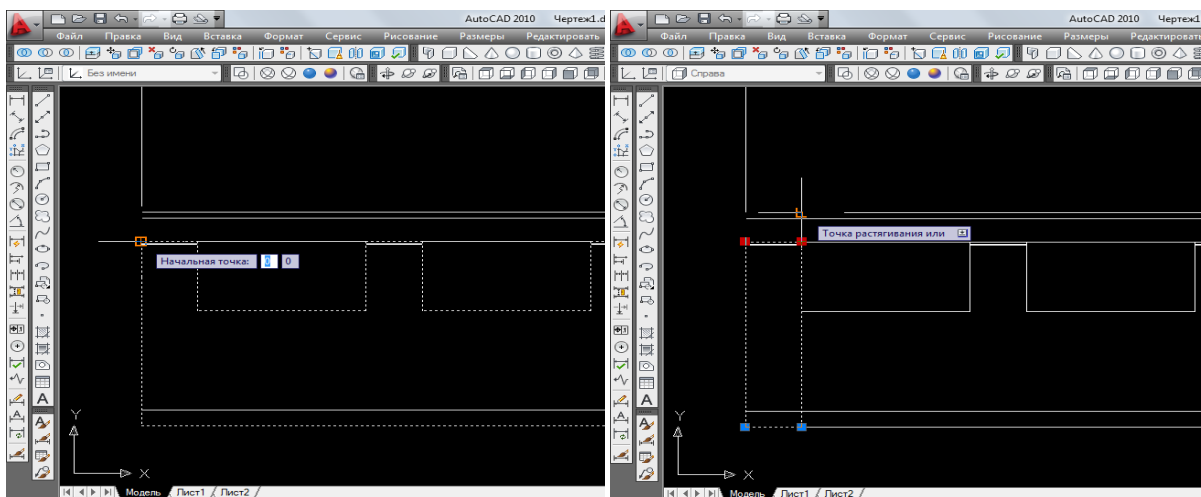 AutoCAD 2010 Чертеж1.d
Файл Правка Вид Вставка Формат Сервис Рисование Размеры Редактировать
Без имени
Начальная точка: 0 0
Y
X
Модель Лист1 Лист2
AutoCAD 2010 Чертеж1
Файл Правка Вид Вставка Формат Сервис Рисование Размеры Редактировать
Справа
Точка растягивания или
Y
X
Модель Лист1 Лист2